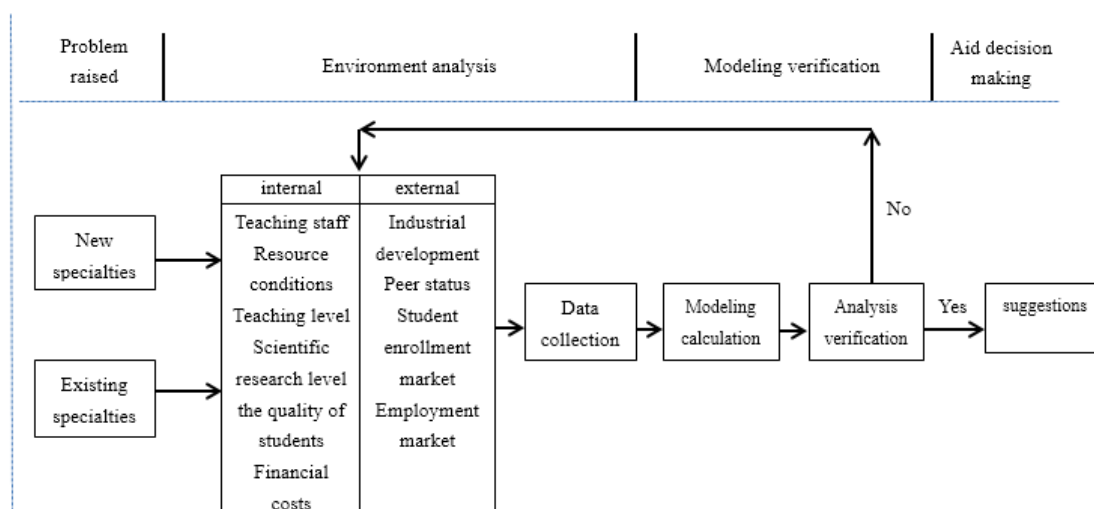 Problem
raised
Environment analysis
Modeling verification
Aid decision
making
New
specialties
Existing
specialties
internal
Teaching staff
Resource
conditions
Teaching level
Scientific
research level
the quality of
students
Financial
costs
external
Industrial
development
Peer status
Student
enrollment
market
Employment
market
Data
collection
Modeling
calculation
Analysis
verification
No
Yes
suggestions